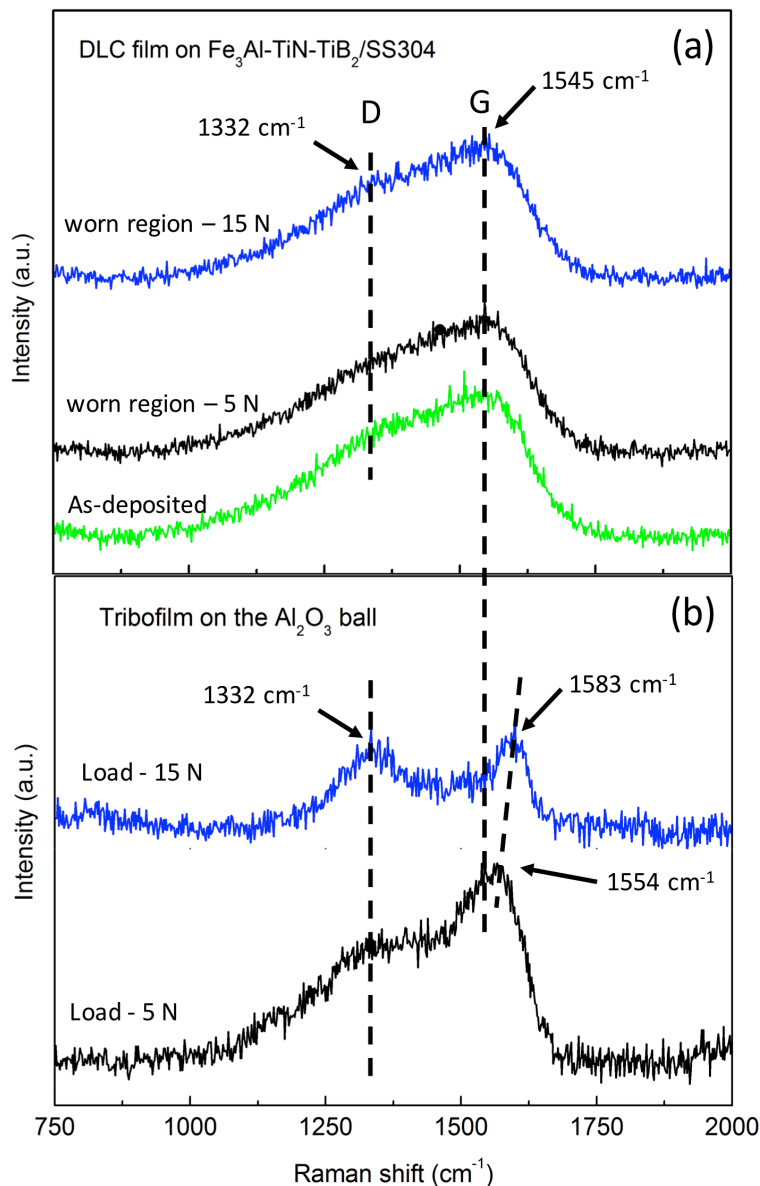 DLC film on Fe₃Al-TiN-TiB₂/SS304
(a)
1545 cm⁻¹
D
G
1332 cm⁻¹
worn region – 15 N
worn region – 5 N
As-deposited
Intensity (a.u.)
Tribofilm on the Al₂O₃ ball
(b)
1332 cm⁻¹
1583 cm⁻¹
Load - 15 N
1554 cm⁻¹
Load - 5 N
Intensity (a.u.)
750 1000 1250 1500 1750 2000
Raman shift (cm⁻¹)